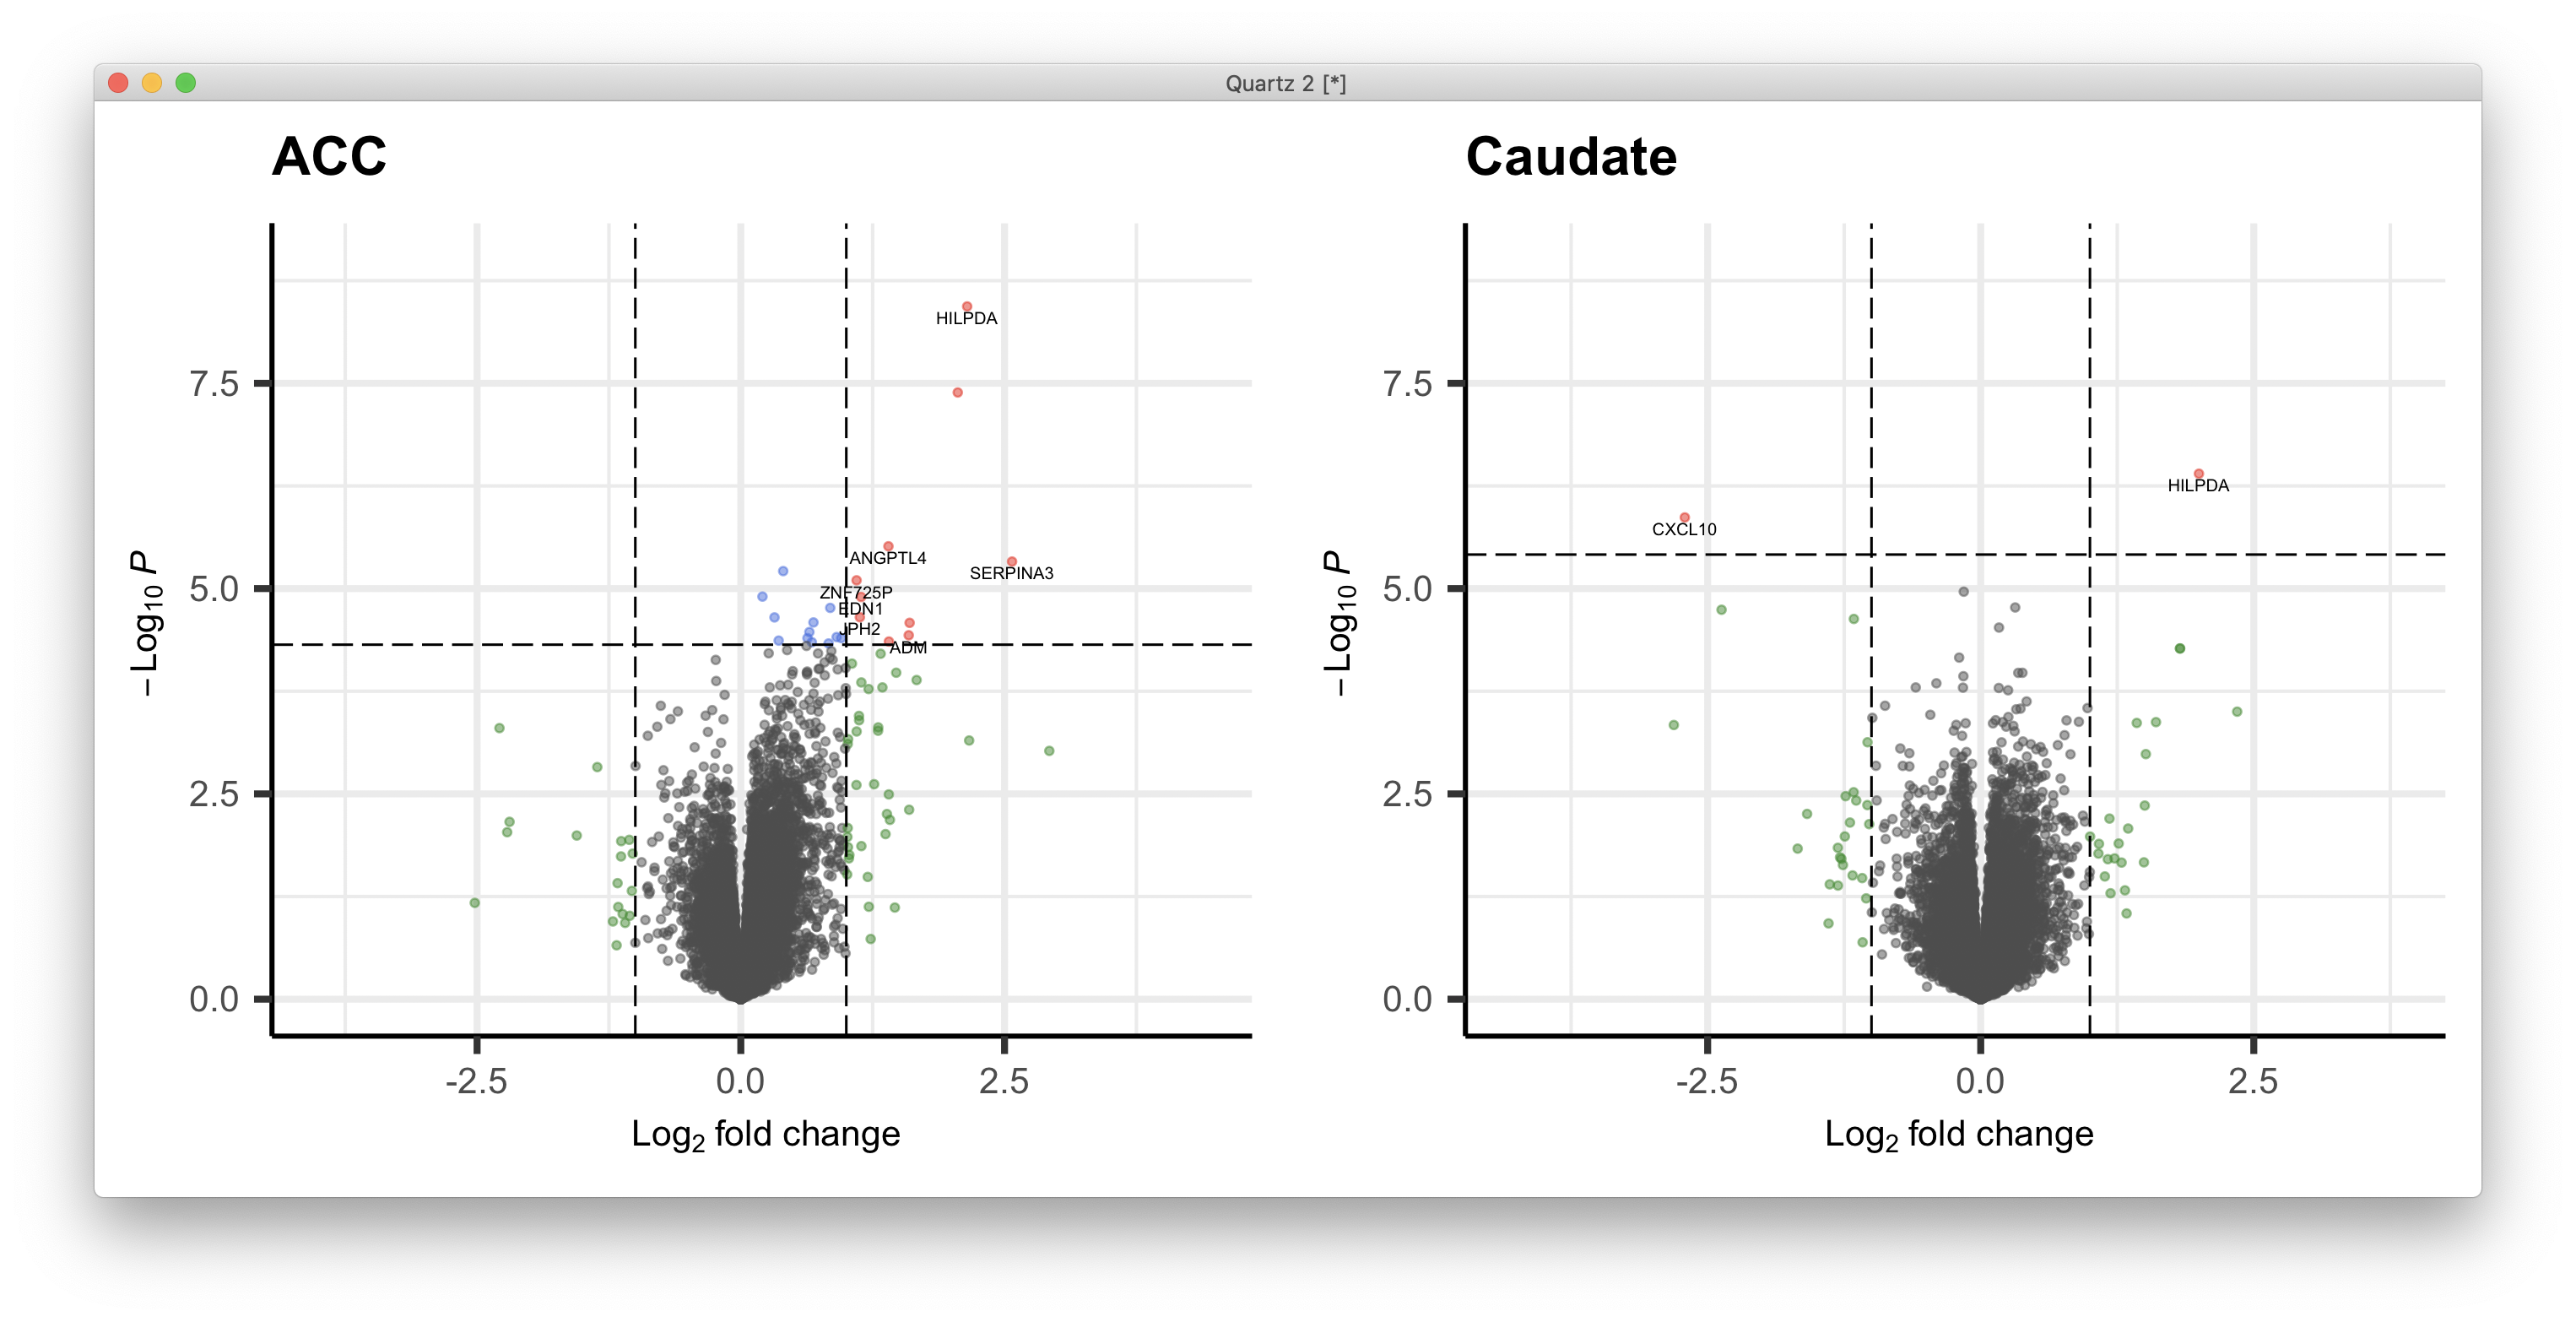 Quartz 2 [*]
ACC
Caudate
HILPDA
ANGPTL4
SERPINA3
ZNF725P
EDN1
JPH2
ADM
HILPDA
CXCL10
7.5
5.0
2.5
0.0
-2.5
0.0
2.5
–Log10 P
Log2 fold change
7.5
5.0
2.5
0.0
-2.5
0.0
2.5
–Log10 P
Log2 fold change